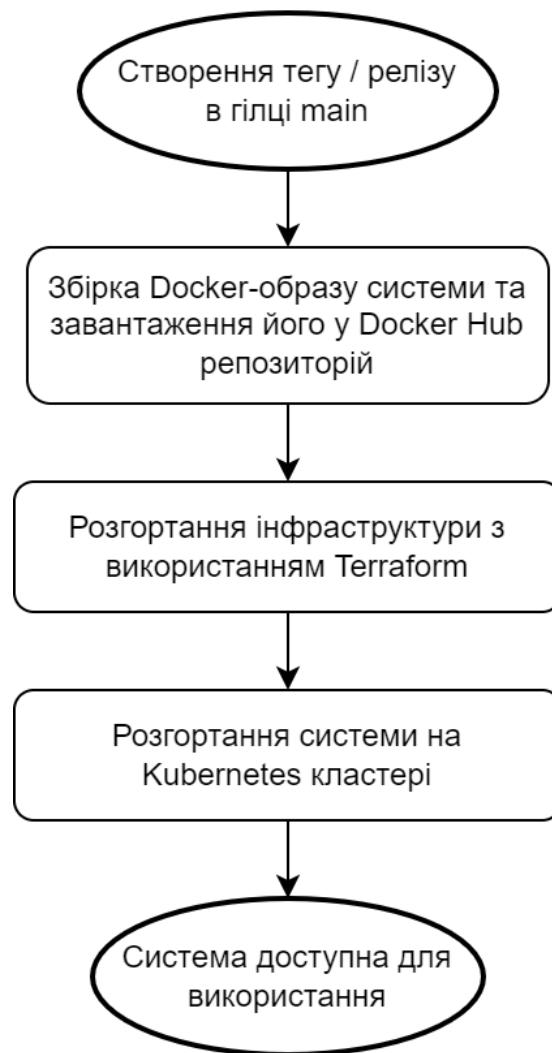 Створення тегу / релізу
в гілці main
Збірка Docker-образу системи та
завантаження його у Docker Hub
репозиторій
Розгортання інфраструктури з
використанням Terraform
Розгортання системи на
Kubernetes кластері
Система доступна для
використання